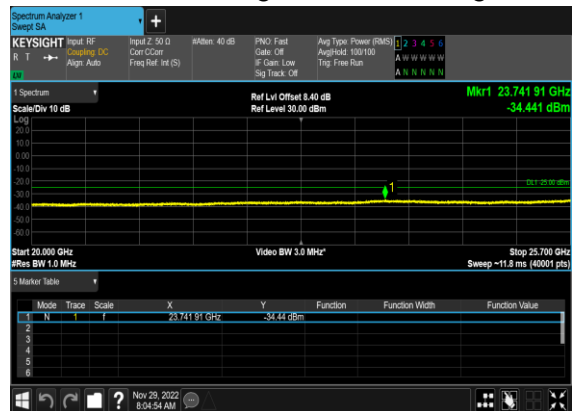 Spectrum Analyzer 1
Swept SA
+
KEYSIGHT Input: RF Input Z: 50 Ω #Atten: 40 dB PNO: Fast Avg Type: Power (RMS) 1 2 3 4 5 6
R T Coupling: DC Corr CCorr Gate: Off Avg|Hold: 100/100 A W W W W W
Align: Auto Freq Ref: Int (S) IF Gain: Low Trig: Free Run
Sig Track: Off A N N N N N
LXI
1 Spectrum Ref Lvl Offset 8.40 dB Mkr1 23.741 91 GHz
Scale/Div 10 dB Ref Level 30.00 dBm -34.441 dBm
Log
20.0
10.0
0.00
-10.0
-20.0
DL1 -25.00 dBm
1
-30.0
-40.0
-50.0
-60.0
Start 20.000 GHz Video BW 3.0 MHz* Stop 25.700 GHz
#Res BW 1.0 MHz Sweep ~11.8 ms (40001 pts)
5 Marker Table
Mode Trace Scale X Y Function Function Width Function Value
1 N 1 f 23.741 91 GHz -34.44 dBm
2
3
4
5
6
? Nov 29, 2022
8:04:54 AM